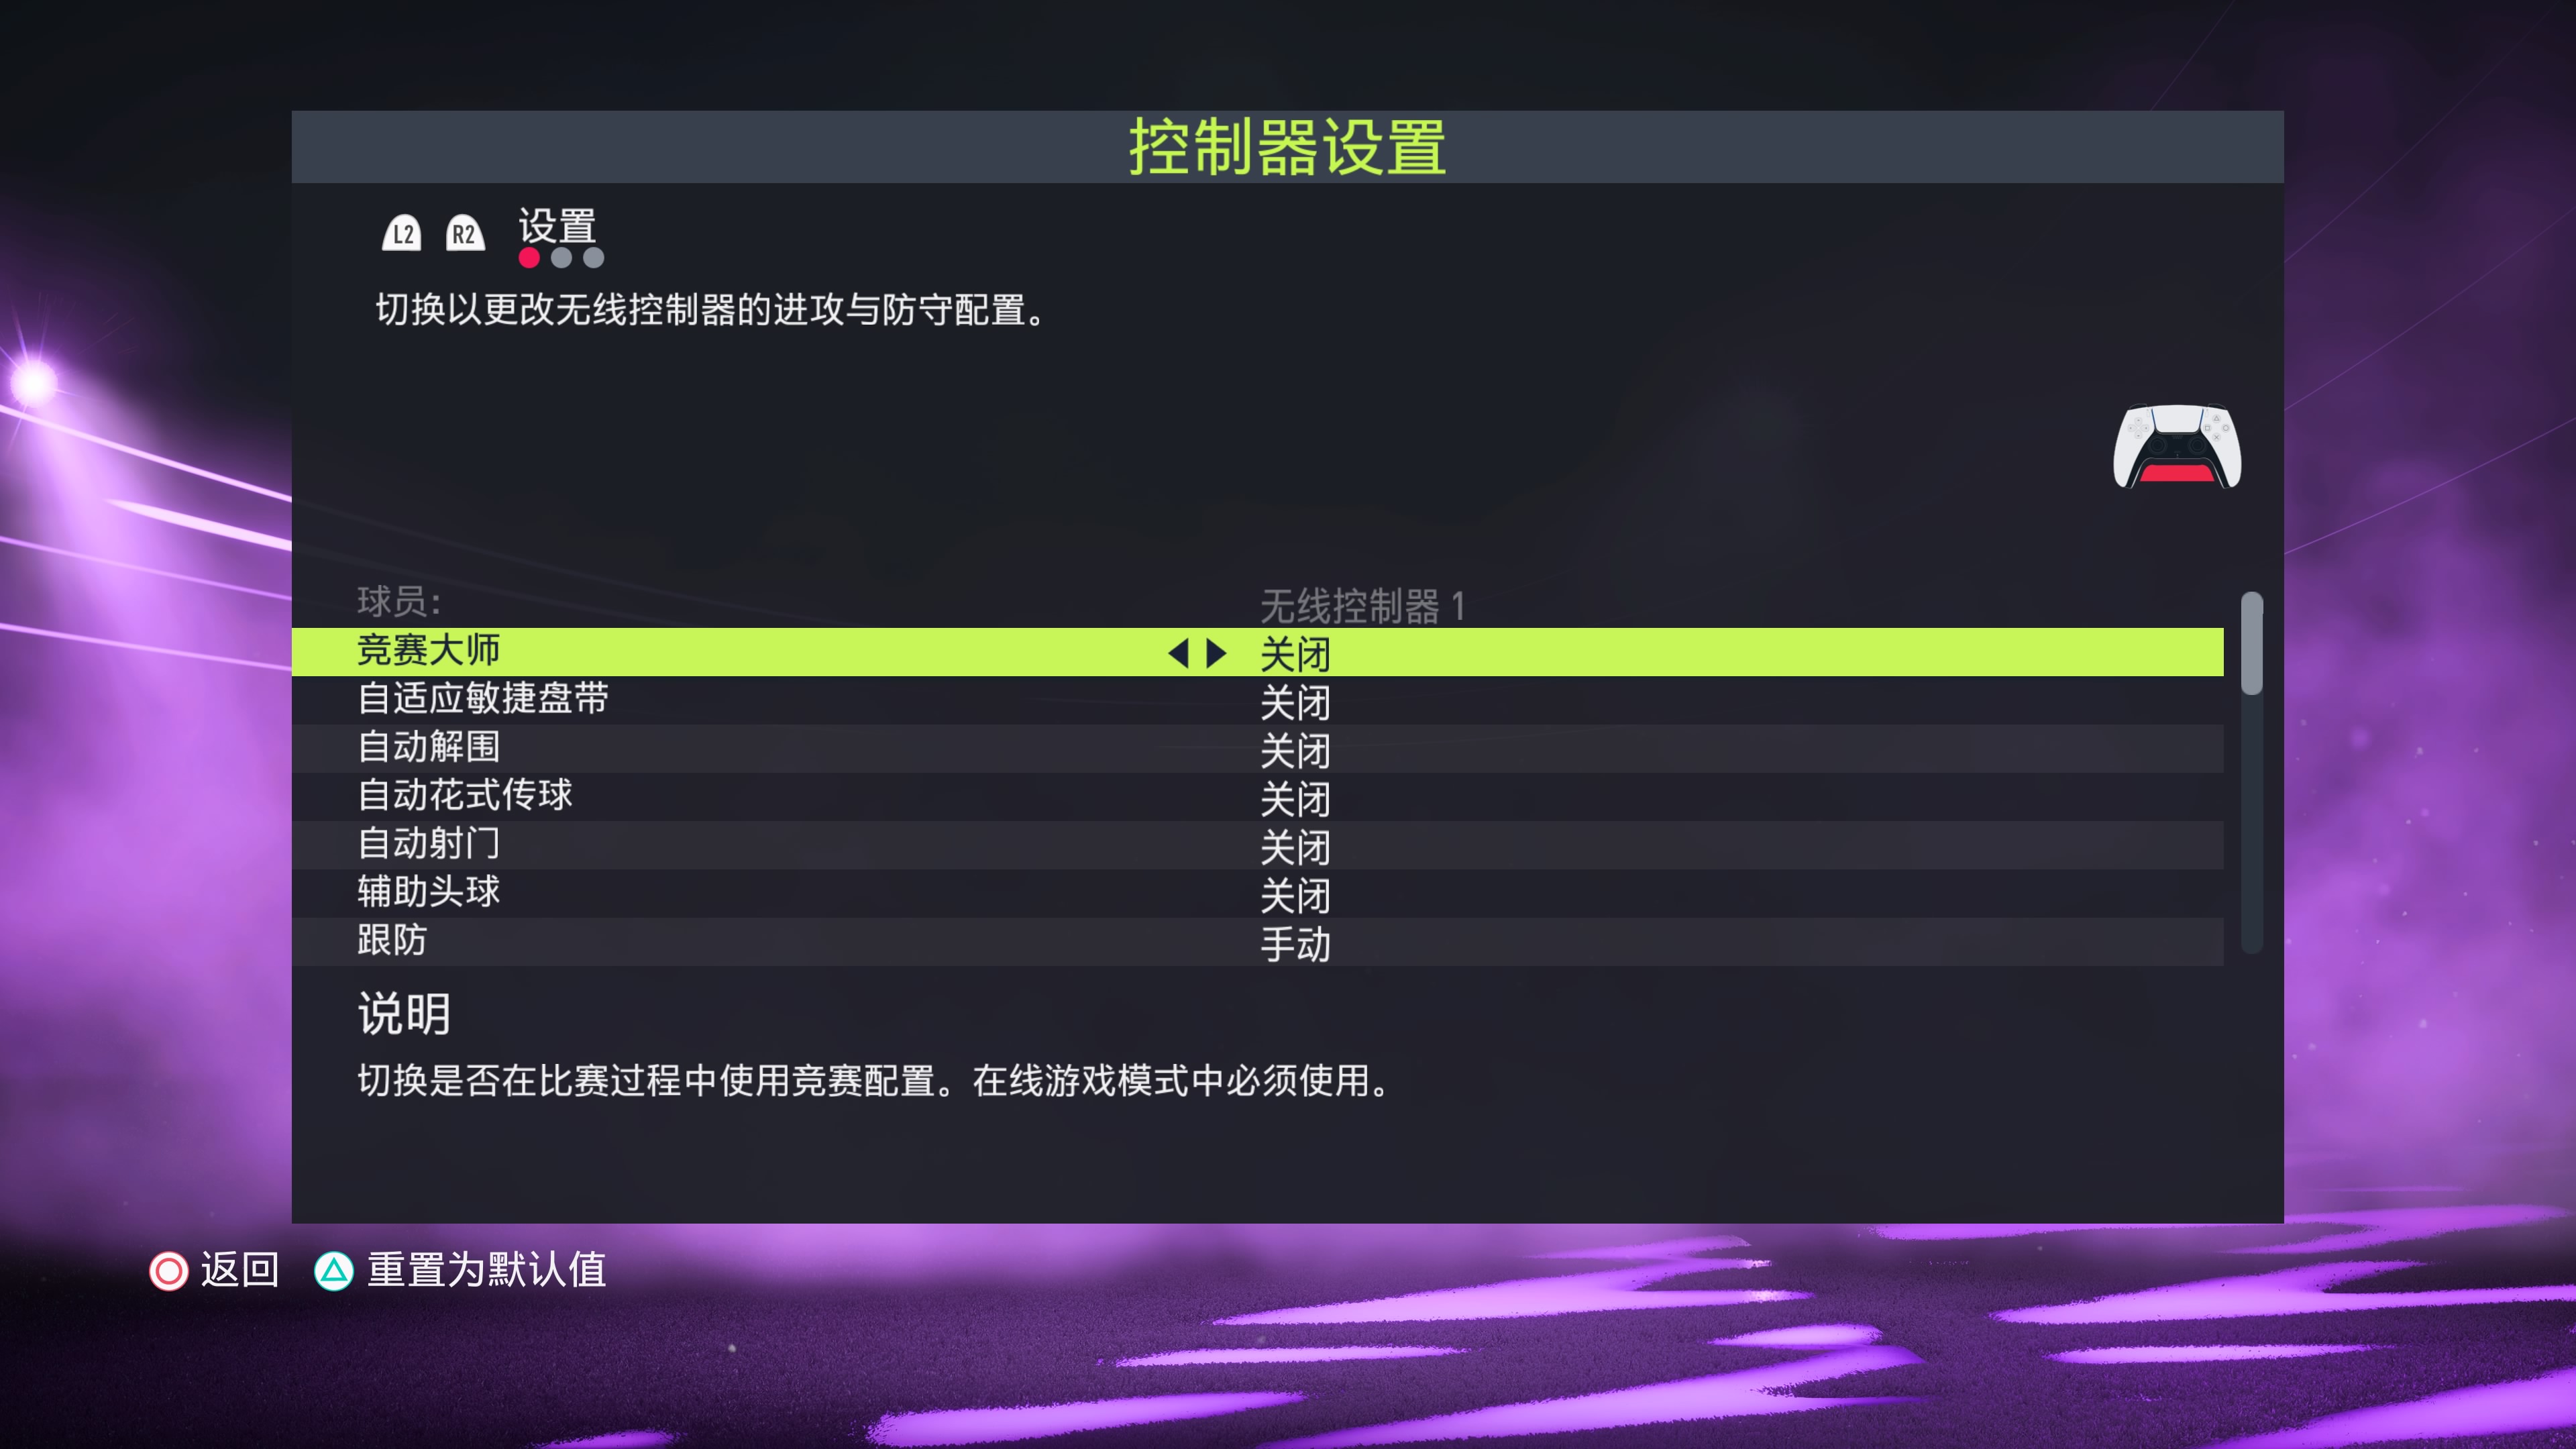 控制器设置
L2 R2 设置
切换以更改无线控制器的进攻与防守配置。
球员: 无线控制器 1
竞赛大师 关闭
自适应敏捷盘带 关闭
自动解围 关闭
自动花式传球 关闭
自动射门 关闭
辅助头球 关闭
跟防 手动
说明
切换是否在比赛过程中使用竞赛配置。在线游戏模式中必须使用。
返回 重置为默认值